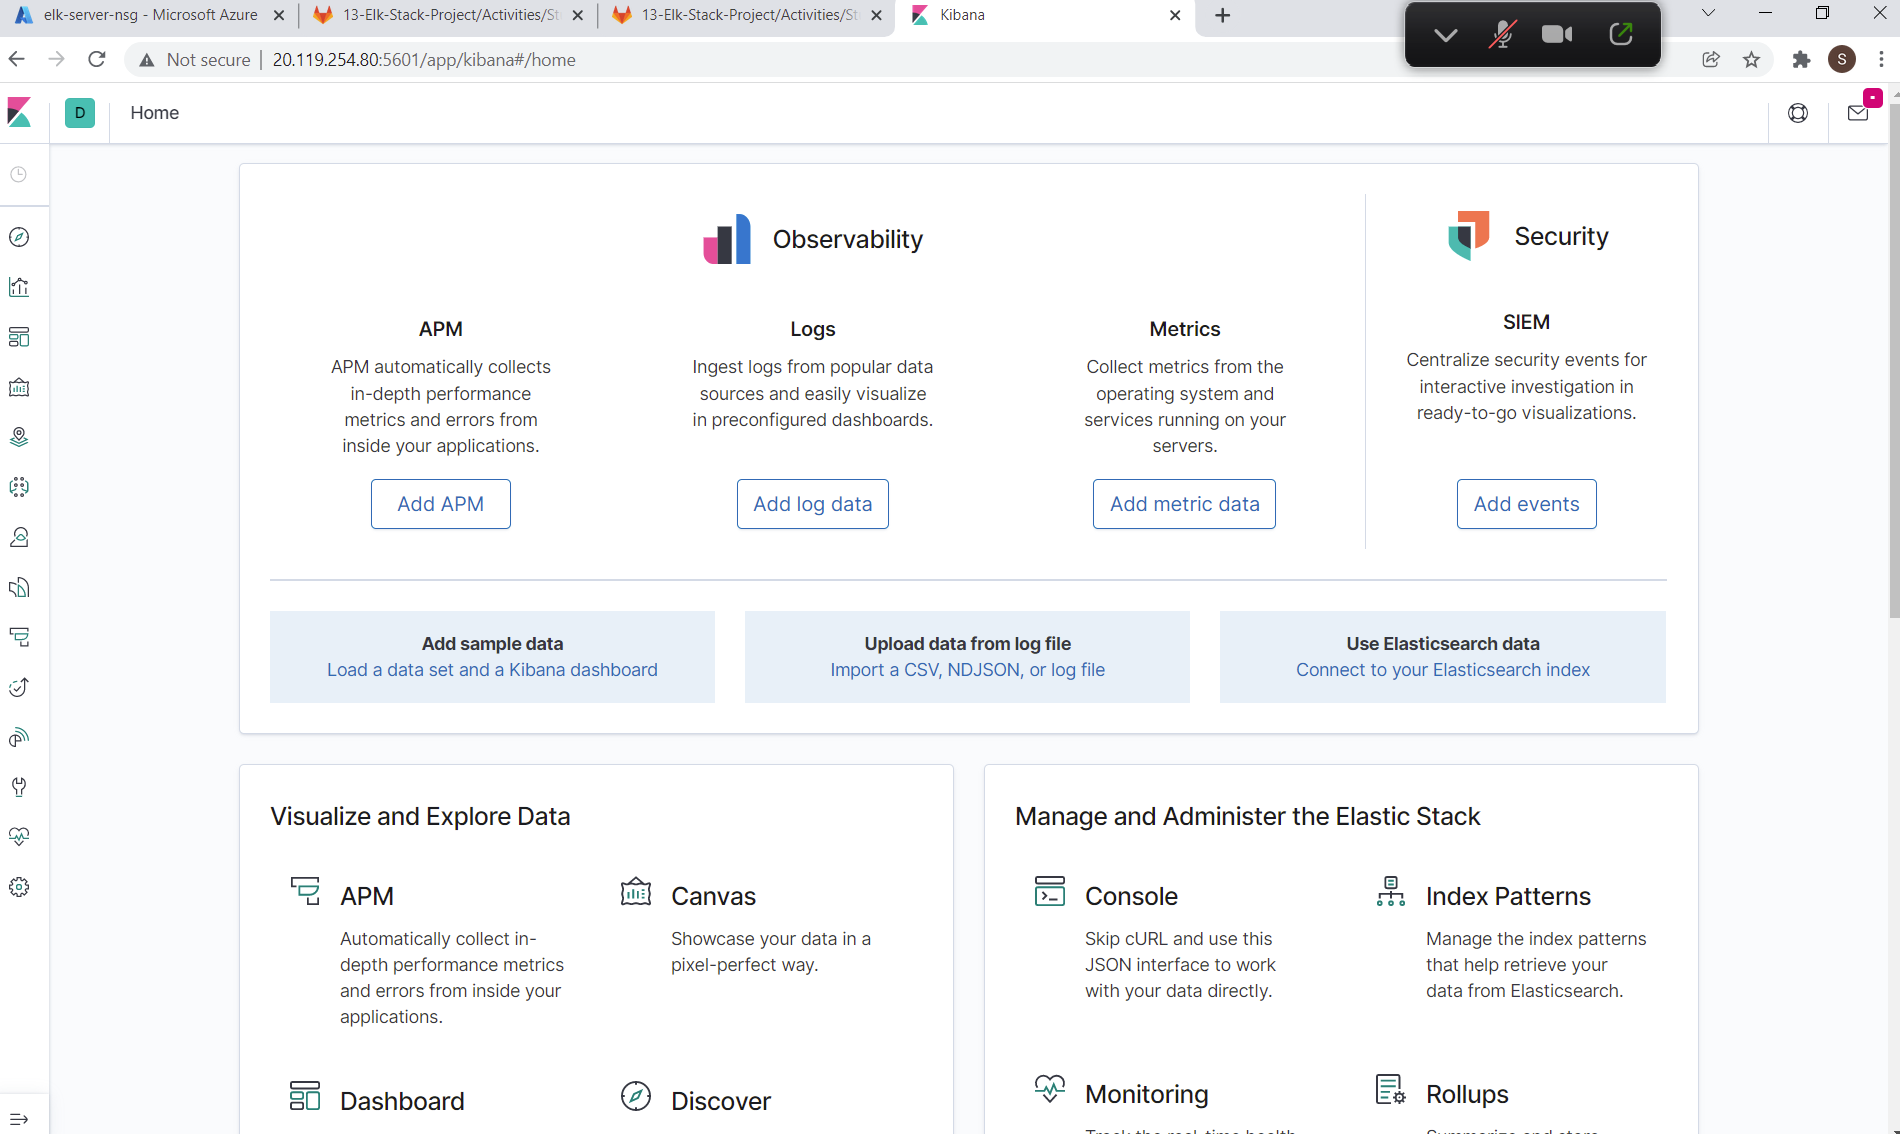 elk-server-nsg - Microsoft Azure
13-Elk-Stack-Project/Activities/St
13-Elk-Stack-Project/Activities/St
Kibana
Not secure
20.119.254.80:5601/app/kibana#/home
S
D
Home
Observability
Security
APM
APM automatically collects
in-depth performance
metrics and errors from
inside your applications.
Add APM
Logs
Ingest logs from popular data
sources and easily visualize
in preconfigured dashboards.
Add log data
Metrics
Collect metrics from the
operating system and
services running on your
servers.
Add metric data
SIEM
Centralize security events for
interactive investigation in
ready-to-go visualizations.
Add events
Add sample data
Load a data set and a Kibana dashboard
Upload data from log file
Import a CSV, NDJSON, or log file
Use Elasticsearch data
Connect to your Elasticsearch index
Visualize and Explore Data
APM
Automatically collect in-
depth performance metrics
and errors from inside your
applications.
Canvas
Showcase your data in a
pixel-perfect way.
Dashboard
Discover
Manage and Administer the Elastic Stack
Console
Skip cURL and use this
JSON interface to work
with your data directly.
Index Patterns
Manage the index patterns
that help retrieve your
data from Elasticsearch.
Monitoring
Track the real-time health
Rollups
Summarize and store